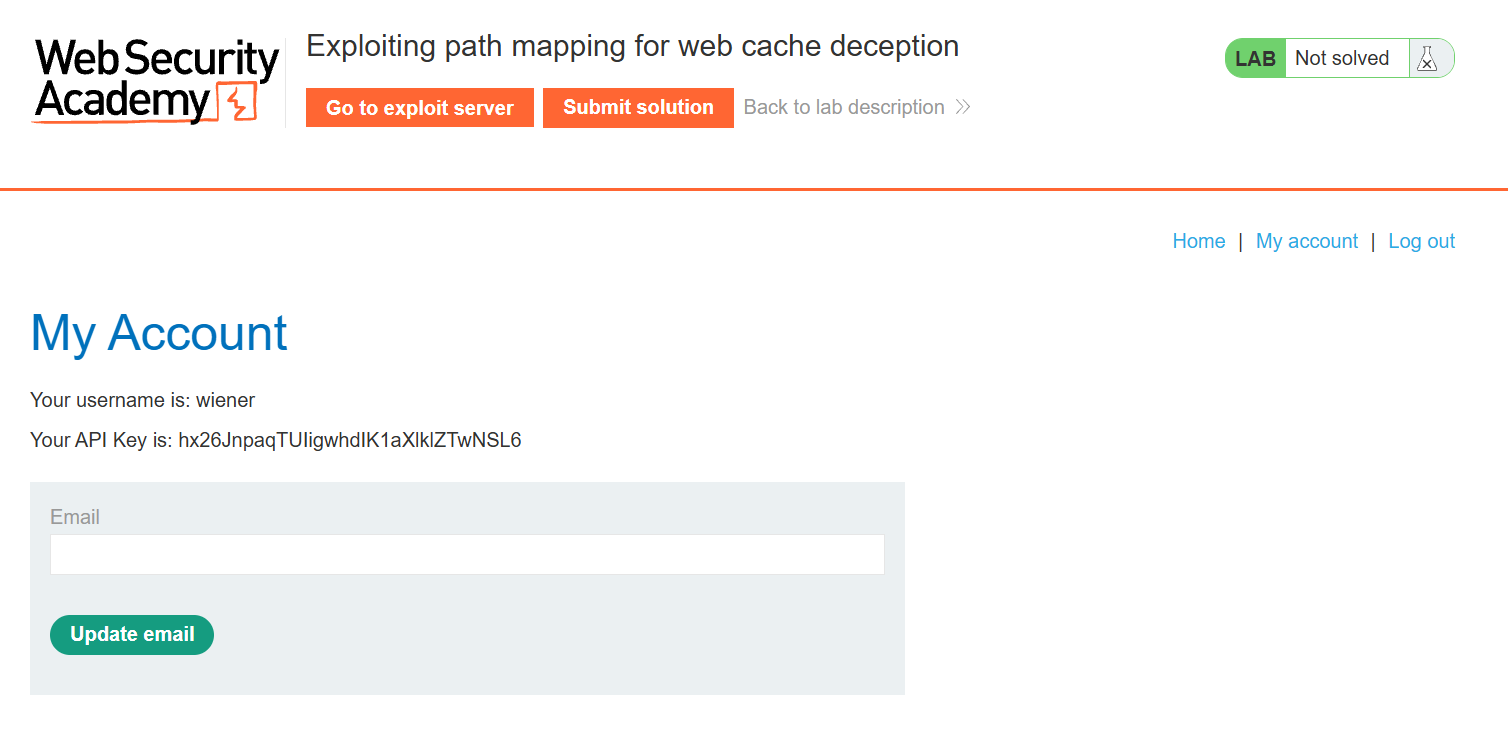 Web Security
Academy
Exploiting path mapping for web cache deception
Go to exploit server
Submit solution
Back to lab description
LAB
Not solved
Home | My account | Log out
My Account
Your username is: wiener
Your API Key is: hx26JnpaqTUIigwhdIK1aXlklZTwNSL6
Email
Update email